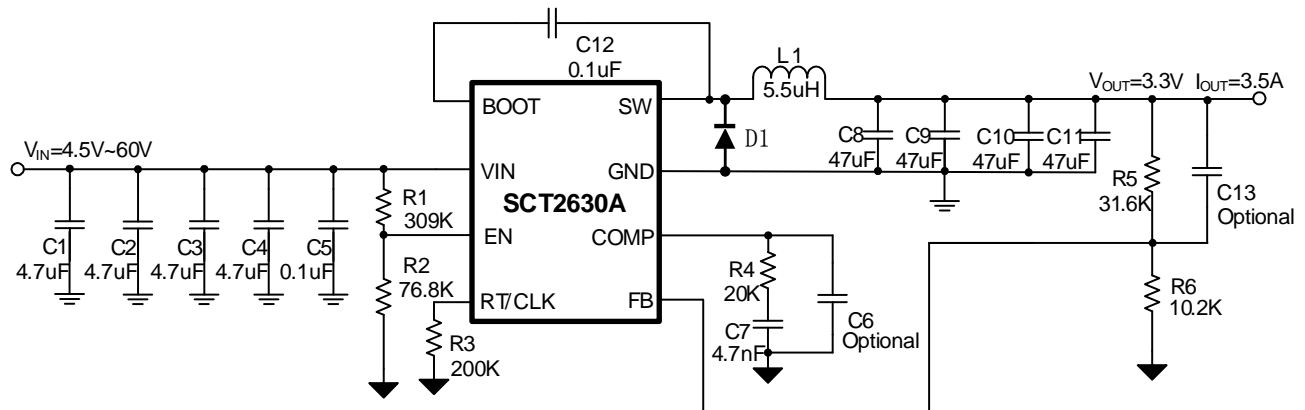 C12
0.1uF
L1
5.5uH
VOUT=3.3V IOUT=3.5A
BOOT
SW
D1
C8
47uF
C9
47uF
C10
47uF
C11
47uF
VIN=4.5V~60V
VIN
GND
SCT2630A
R1
309K
EN
COMP
R5
31.6K
C13
Optional
C1
4.7uF
C2
4.7uF
C3
4.7uF
C4
4.7uF
C5
0.1uF
R2
76.8K
RT/CLK
FB
R4
20K
C7
4.7nF
C6
Optional
R6
10.2K
R3
200K